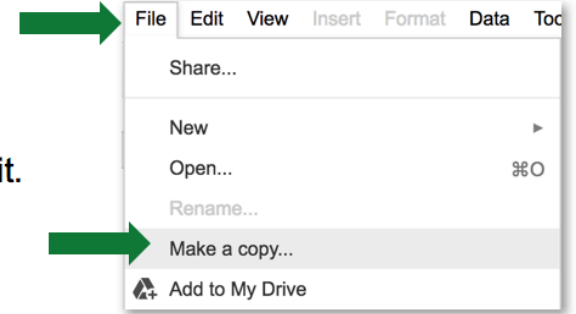 File Edit View Insert Format Data Too
Share...
New ►
Open... ⌘O
it.
Rename...
Make a copy...
Add to My Drive